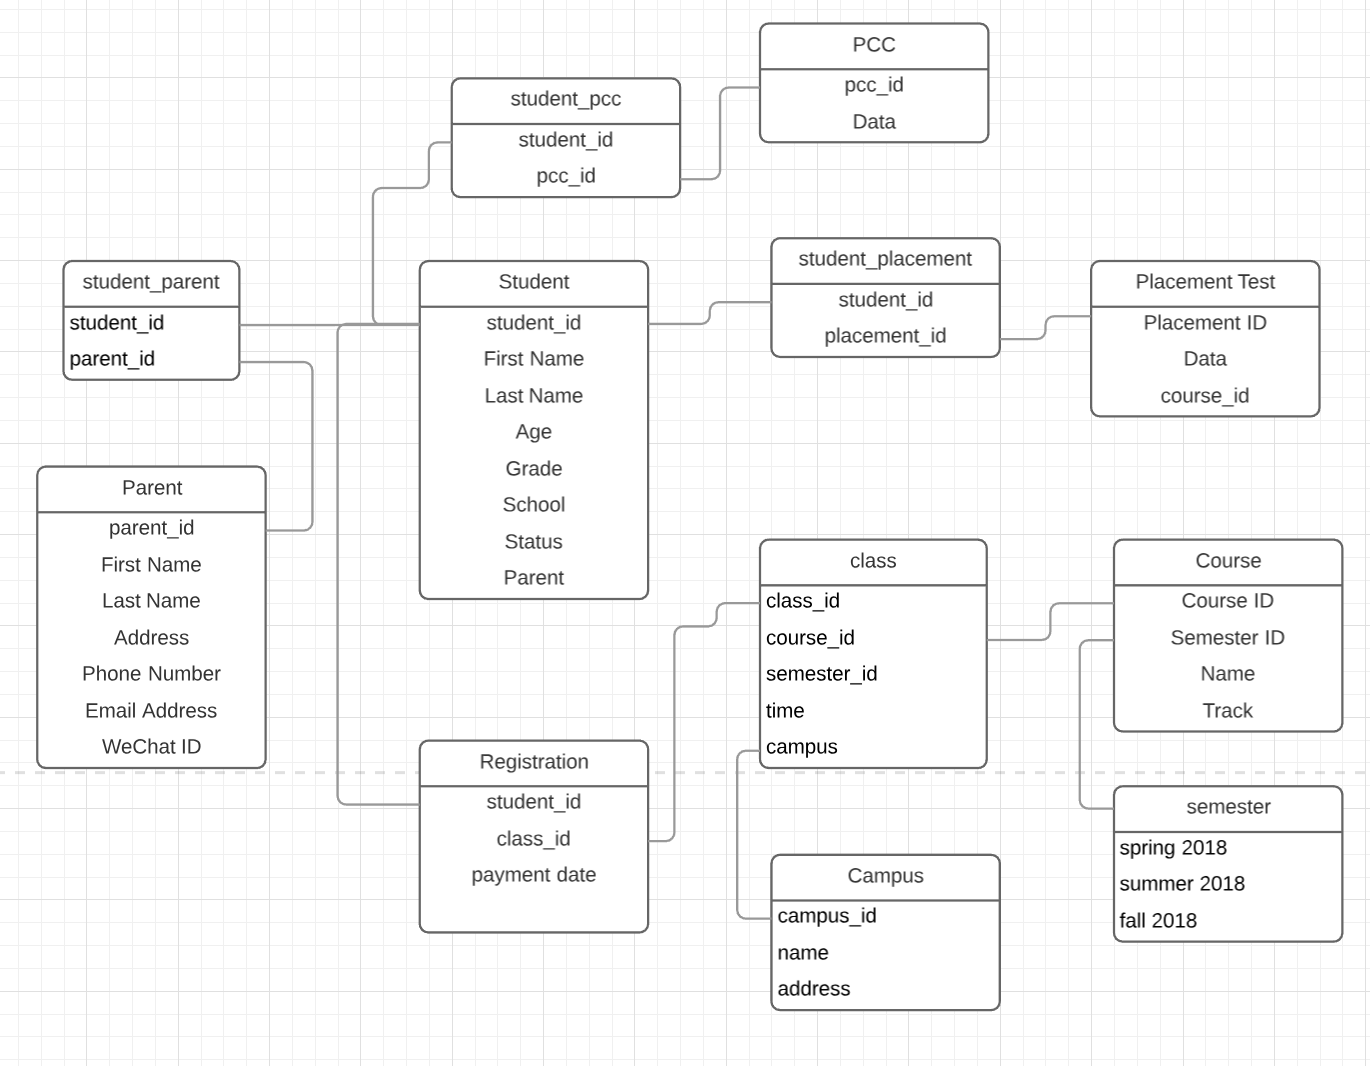 PCC
pcc_id
Data
student_pcc
student_id
pcc_id
student_parent
student_id
parent_id
Student
student_id
First Name
Last Name
Age
Grade
School
Status
Parent
student_placement
student_id
placement_id
Placement Test
Placement ID
Data
course_id
Parent
parent_id
First Name
Last Name
Address
Phone Number
Email Address
WeChat ID
class
class_id
course_id
semester_id
time
campus
Course
Course ID
Semester ID
Name
Track
Registration
student_id
class_id
payment date
semester
spring 2018
summer 2018
fall 2018
Campus
campus_id
name
address